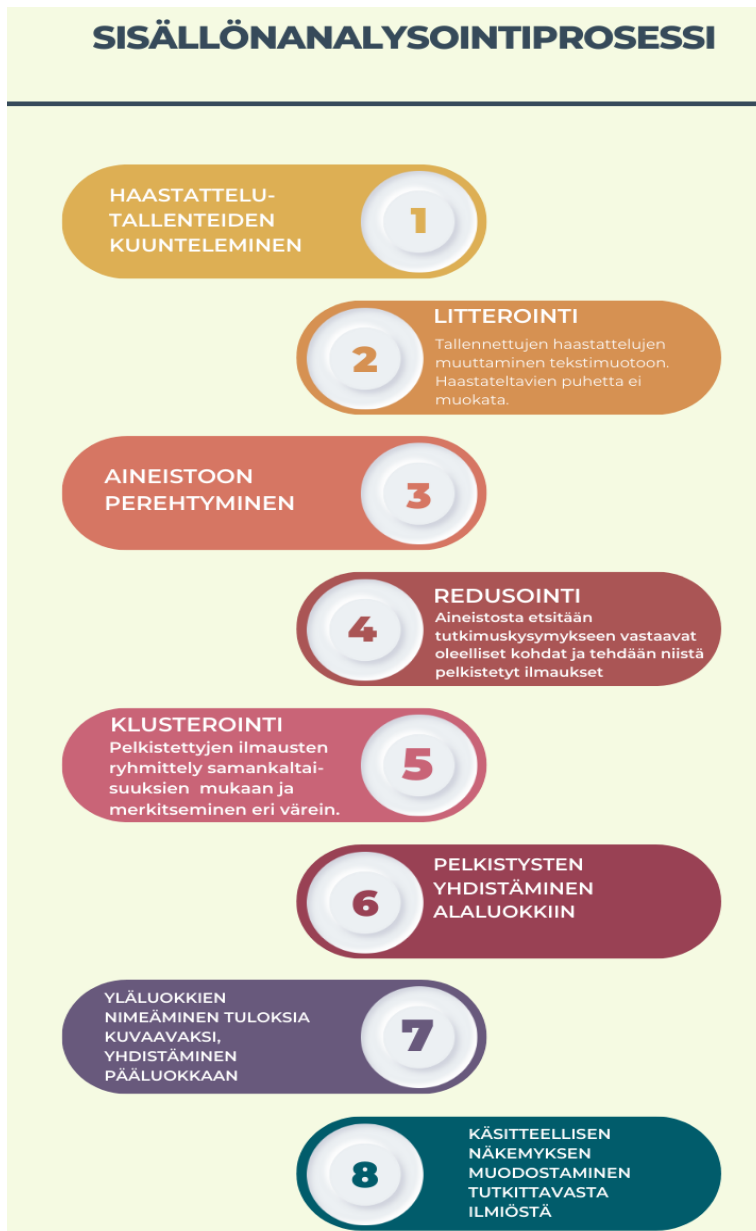 SISÄLLÖNANALYSOINTIPROSESSI
HAASTATTELU-
TALLENTEIDEN
KUUNTELEMINEN
1
LITTEROINTI
Tallennettujen haastattelujen
muuttaminen tekstimuotoon.
Haastateltavien puhetta ei
muokata.
2
AINEISTOON
PEREHTYMINEN
3
REDUSOINTI
Aineistosta etsitään
tutkimuskysymykseen vastaavat
oleelliset kohdat ja tehdään niistä
pelkistetyt ilmaukset
4
KLUSTEROINTI
Pelkistettyjen ilmausten
ryhmittely samankaltai-
suuksien mukaan ja
merkitseminen eri värein.
5
PELKISTYSTEN
YHDISTÄMINEN
ALALUOKKIIN
6
YLÄLUOKKIEN
NIMEÄMINEN TULOKSIA
KUVAAVAKSI,
YHDISTÄMINEN
PÄÄLUOKKAAN
7
KÄSITTEELLISEN
NÄKEMYKSEN
MUODOSTAMINEN
TUTKITTAVASTA
ILMIÖSTÄ
8